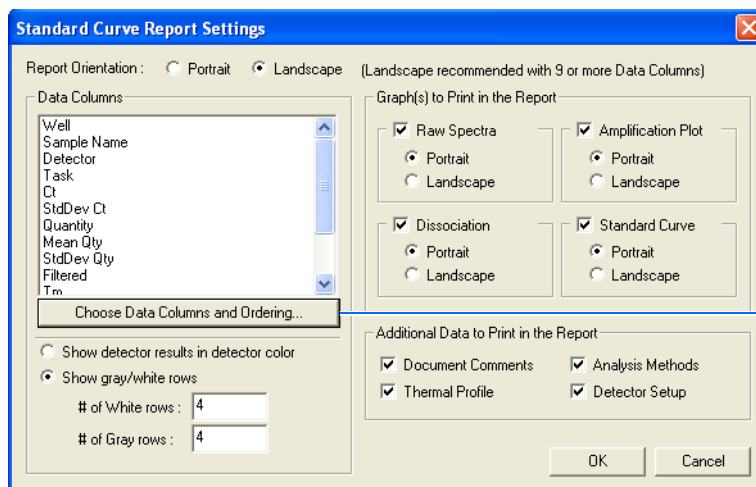 Standard Curve Report Settings
Report Orientation : Portrait Landscape (Landscape recommended with 9 or more Data Columns)
Data Columns
Well
Sample Name
Detector
Task
Ct
StdDev Ct
Quantity
Mean Qty
StdDev Qty
Filtered
Tm
Choose Data Columns and Ordering...
Show detector results in detector color
Show gray/white rows
# of White rows : 4
# of Gray rows : 4
Graph(s) to Print in the Report
Raw Spectra
Portrait
Landscape
Amplification Plot
Portrait
Landscape
Dissociation
Portrait
Landscape
Standard Curve
Portrait
Landscape
Additional Data to Print in the Report
Document Comments Analysis Methods
Thermal Profile Detector Setup
OK Cancel